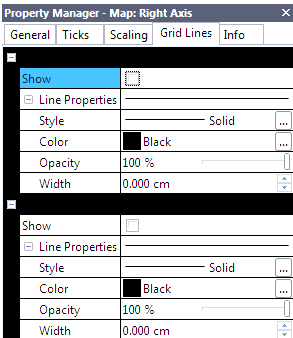 Property Manager - Map: Right Axis
General Ticks Scaling Grid Lines Info
Show
Line Properties
Style Solid ...
Color Black ...
Opacity 100 %
Width 0.000 cm
Show
Line Properties
Style Solid ...
Color Black ...
Opacity 100 %
Width 0.000 cm